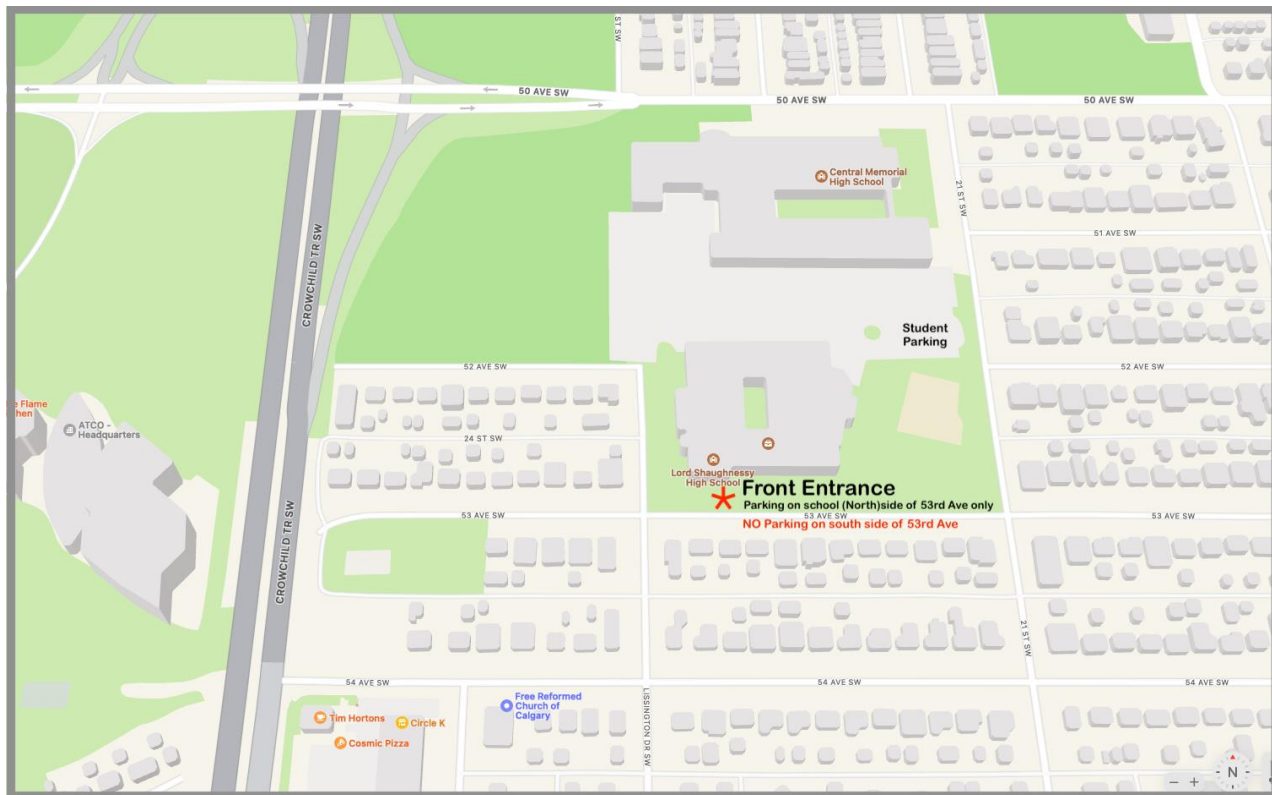 ST SW
50 AVE SW
50 AVE SW
50 AVE SW
Central Memorial
High School
21 ST SW
51 AVE SW
CROWCHILD TR SW
Student
Parking
52 AVE SW
52 AVE SW
ATCO -
Headquarters
24 ST SW
Lord Shaughnessy
High School
Front Entrance
Parking on school (North)side of 53rd Ave only
53 AVE SW
53 AVE SW
53 AVE SW
NO Parking on south side of 53rd Ave
CROWCHILD TR SW
21 ST SW
54 AVE SW
54 AVE SW
54 AVE SW
Free Reformed
Church of
Calgary
LISSINGTON DR SW
Tim Hortons
Circle K
Cosmic Pizza
N